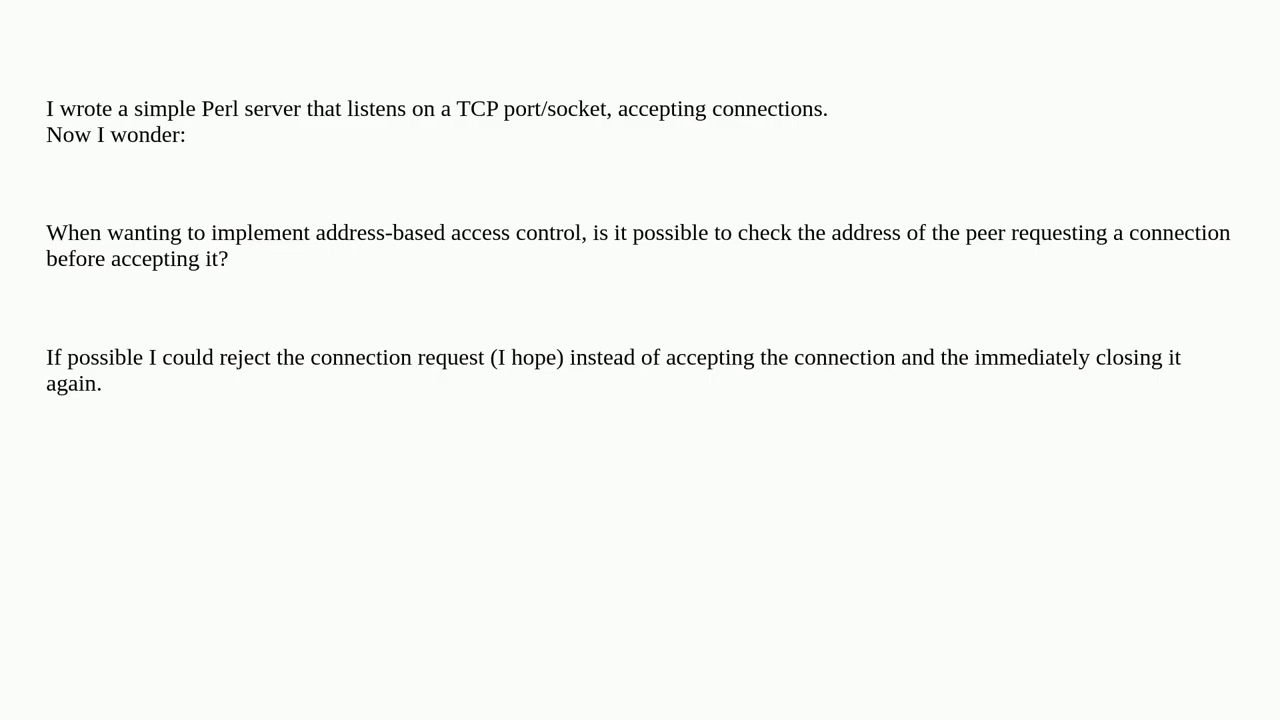 I wrote a simple Perl server that listens on a TCP port/socket, accepting connections.
Now I wonder:
When wanting to implement address-based access control, is it possible to check the address of the peer requesting a connection
before accepting it?
If possible I could reject the connection request (I hope) instead of accepting the connection and the immediately closing it
again.